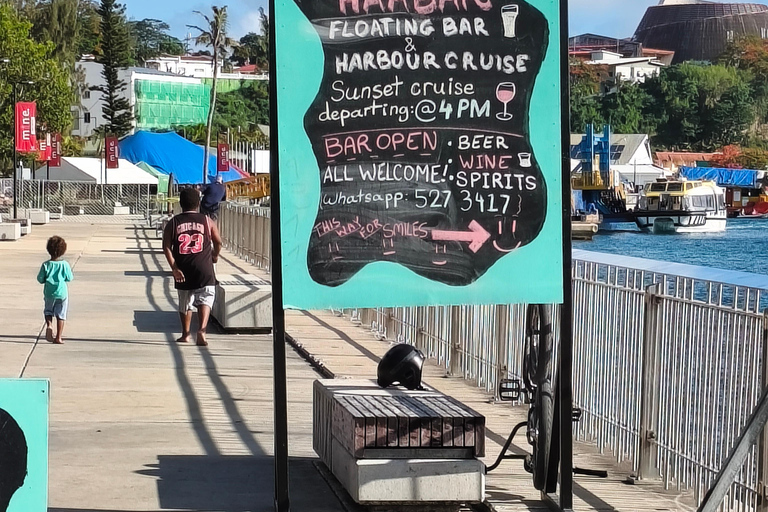 FLOATING BAR
&
HARBOUR CRUISE
Sunset cruise
departing:@4PM
BAR OPEN : BEER
ALL WELCOME! : WINE
SPIRITS
(Whatsapp: 527 3417)
THIS WAY FOR SMILES
CHICAGO
23